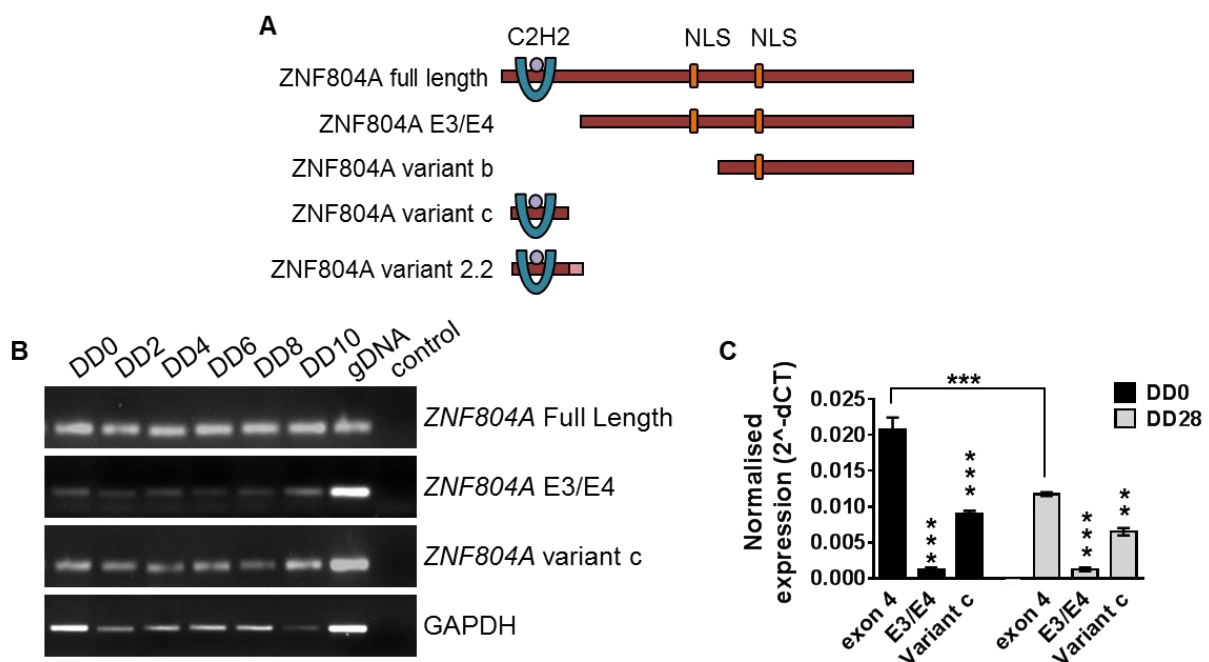 A
C2H2
NLS NLS
ZNF804A full length
ZNF804A E3/E4
ZNF804A variant b
ZNF804A variant c
ZNF804A variant 2.2
B
DD0 DD2 DD4 DD6 DD8 DD10 gDNA control
ZNF804A Full Length
ZNF804A E3/E4
ZNF804A variant c
GAPDH
C
Normalised
expression (2^-dCT)
0.025
0.020
0.015
0.010
0.005
0.000
***
***
***
***
**
DD0
DD28
exon 4 E3/E4 Variant c exon 4 E3/E4 Variant c